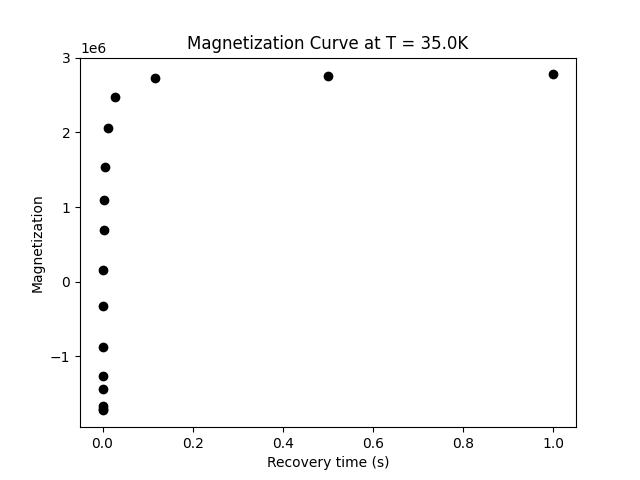 Magnetization Curve at T = 35.0K
1e6
3
2
1
0
−1
Magnetization
0.0 0.2 0.4 0.6 0.8 1.0
Recovery time (s)